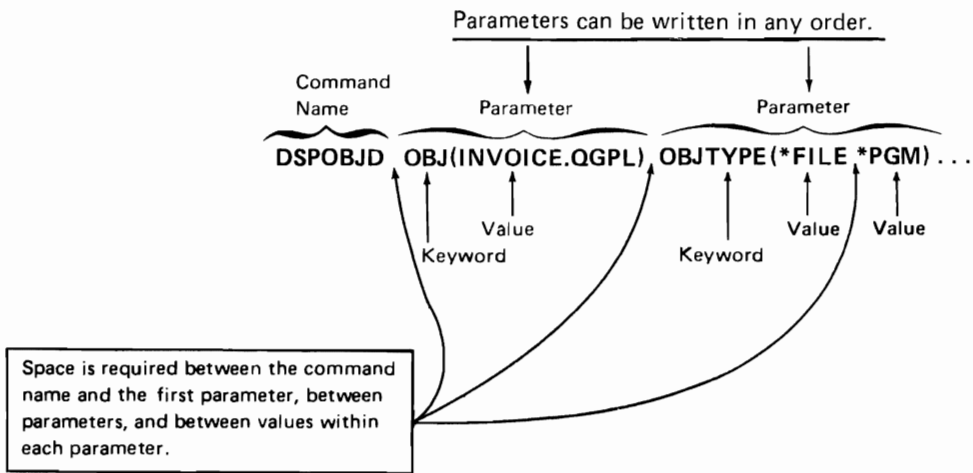 Parameters can be written in any order.
Command
Name
Parameter
Parameter
DSPOBJD OBJ(INVOICE.QGPL) OBJTYPE(*FILE *PGM) ...
Value
Value
Value
Keyword
Keyword
Space is required between the command
name and the first parameter, between
parameters, and between values within
each parameter.